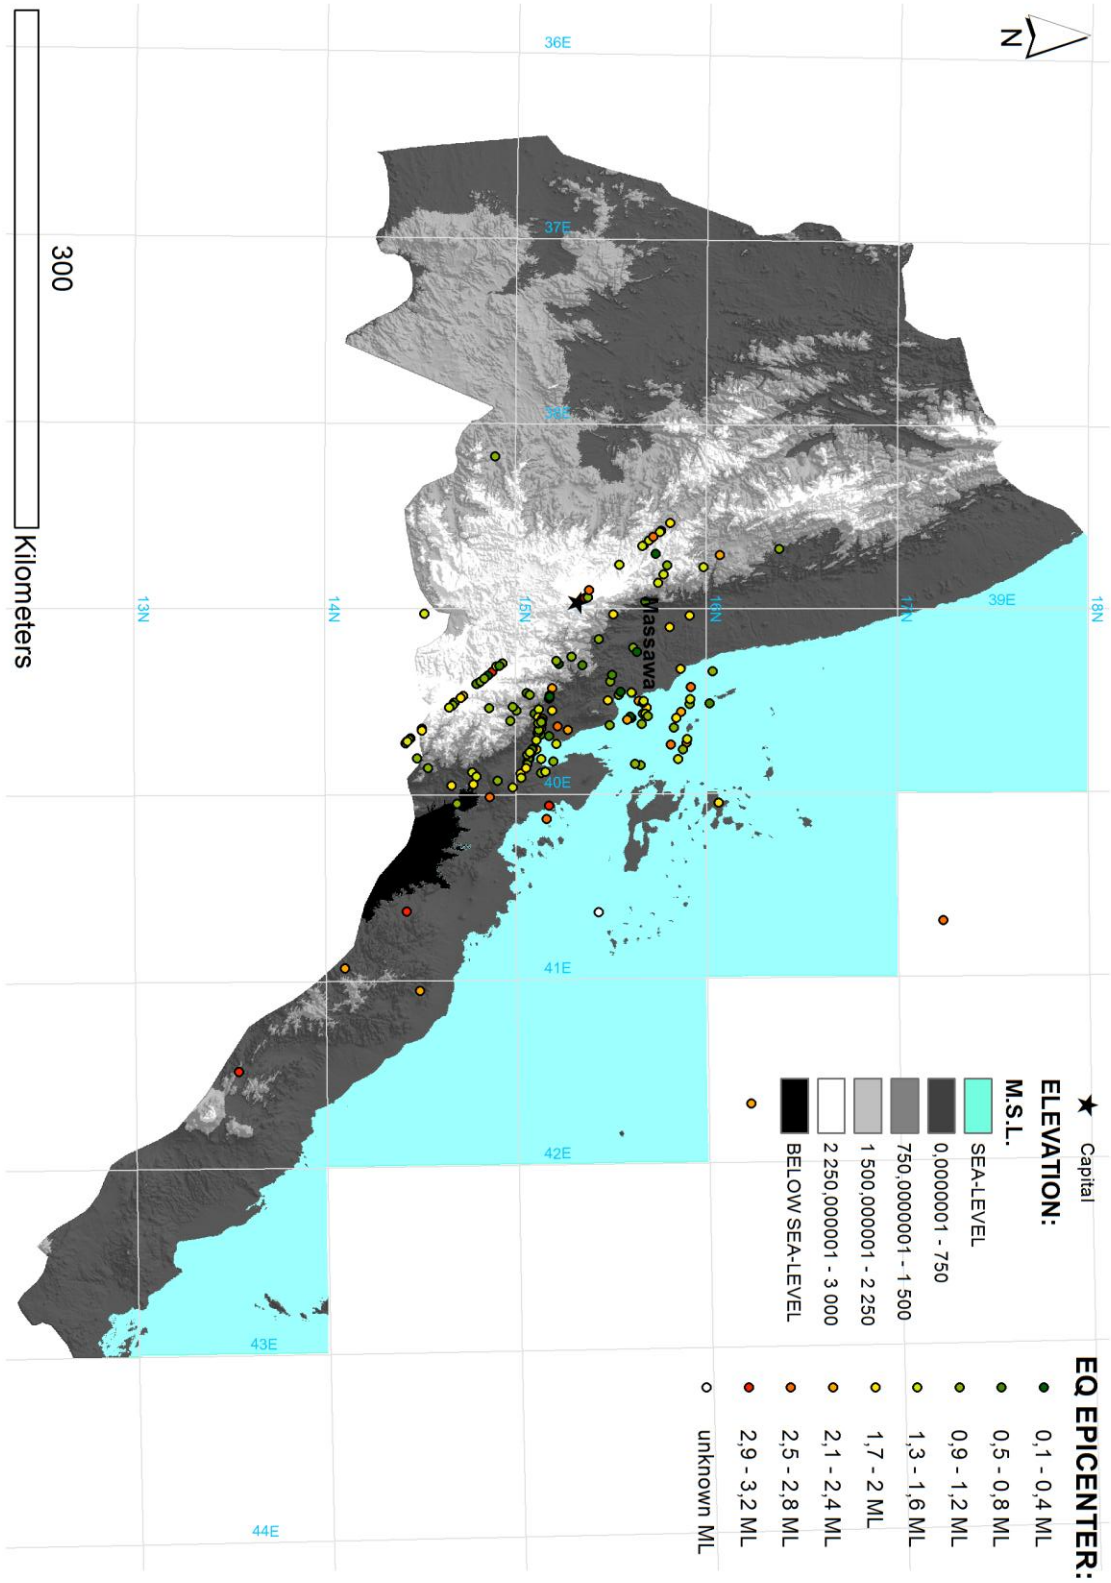 N
36E
37E
38E
39E
40E
41E
42E
43E
44E
18N
17N
16N
15N
14N
13N
Massawa
Capital
ELEVATION:
M.S.L.
SEA-LEVEL
0,0000001 - 750
750,0000001 - 1 500
1 500,000001 - 2 250
2 250,000001 - 3 000
BELOW SEA-LEVEL
EQ EPICENTER:
0,1 - 0,4 ML
0,5 - 0,8 ML
0,9 - 1,2 ML
1,3 - 1,6 ML
1,7 - 2 ML
2,1 - 2,4 ML
2,5 - 2,8 ML
2,9 - 3,2 ML
unknown ML
300
Kilometers